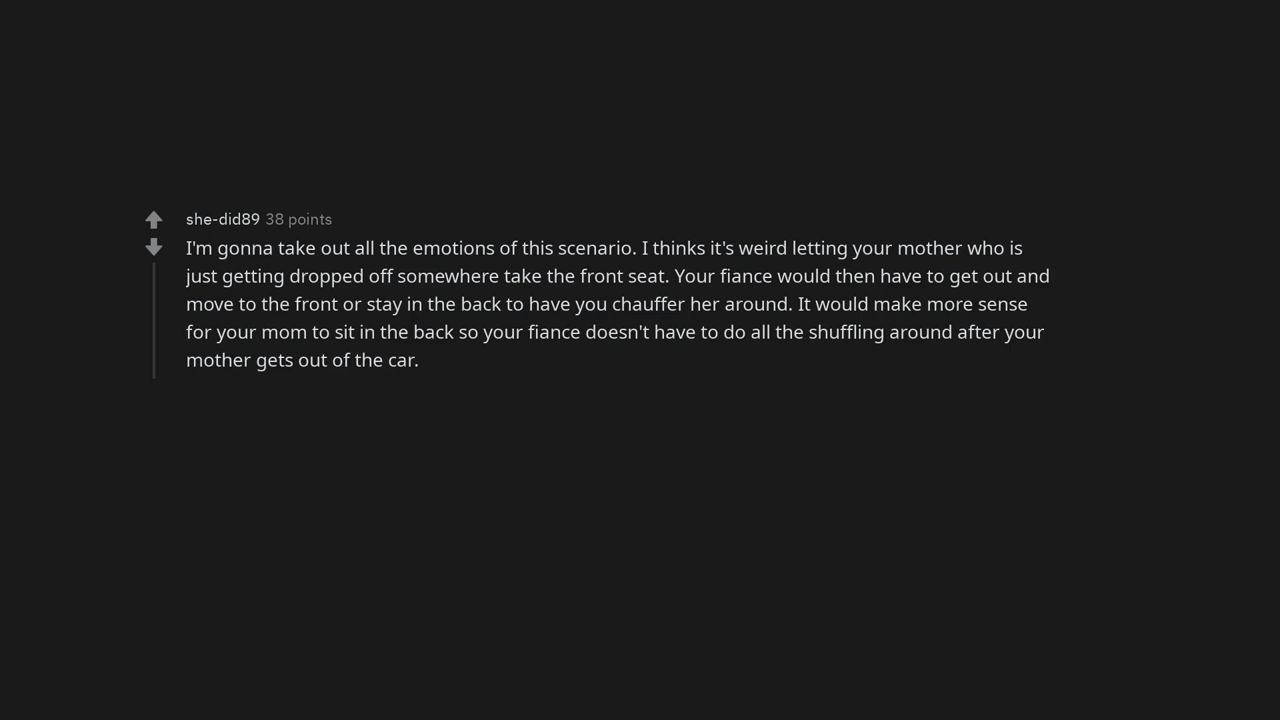 she-did89 38 points
I'm gonna take out all the emotions of this scenario. I thinks it's weird letting your mother who is
just getting dropped off somewhere take the front seat. Your fiance would then have to get out and
move to the front or stay in the back to have you chauffer her around. It would make more sense
for your mom to sit in the back so your fiance doesn't have to do all the shuffling around after your
mother gets out of the car.